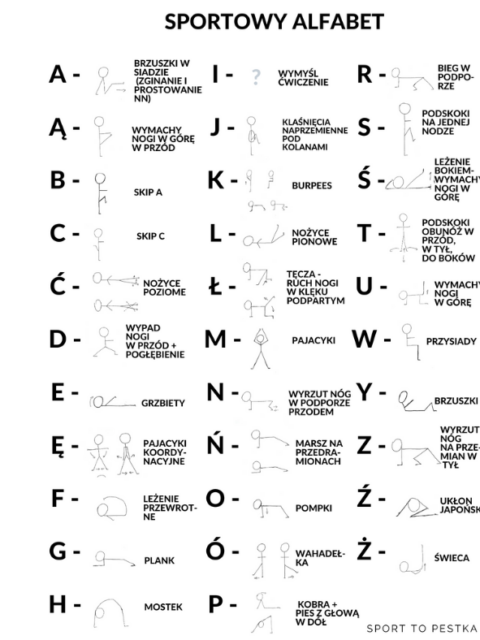 SPORTOWY ALFABET
A - BRZUSZKI W
SIADZIE
(ZGINANIE I
PROSTOWANIE
NN)
Ą - WYMACHY
NOGI W GÓRĘ
W PRZÓD
B - SKIP A
C - SKIP C
Ć - NOŻYCE
POZIOME
D - WYPAD
NOGI
W PRZÓD +
POGŁĘBIENIE
E - GRZBIETY
Ę - PAJACYKI
KOORDY-
NACYJNE
F - LEŻENIE
PRZEWROT-
NE
G - PLANK
H - MOSTEK
I - ? WYMYŚL
ĆWICZENIE
J - KLAŚNIĘCIA
NAPRZEMIENNE
POD
KOLANAMI
K - BURPEES
L - NOŻYCE
PIONOWE
Ł - TĘCZA -
RUCH NOGI
W KLĘKU
PODPARTYM
M - PAJACYKI
N - WYRZUT NÓG
W PODPORZE
PRZODEM
Ń - MARSZ NA
PRZEDRA-
MIONACH
O - POMPKI
Ó - WAHADEŁ-
KA
P - KOBRA +
PIES Z GŁOWĄ
W DÓŁ
R - BIEG W
PODPO-
RZE
S - PODSKOKI
NA JEDNEJ
NODZE
Ś - LEŻENIE
BOKIEM-
WYMACHY
NOGI W
GÓRĘ
T - PODSKOKI
OBUNÓŻ W
PRZÓD,
W TYŁ,
DO BOKÓW
U - WYMACHY
NOGI
W GÓRĘ
W - PRZYSIADY
Y - BRZUSZKI
Z - WYRZUT
NÓG
NA PRZE-
MIAN W
TYŁ
Ź - UKŁON
JAPOŃSK
Ż - ŚWIECA
SPORT TO PESTKA